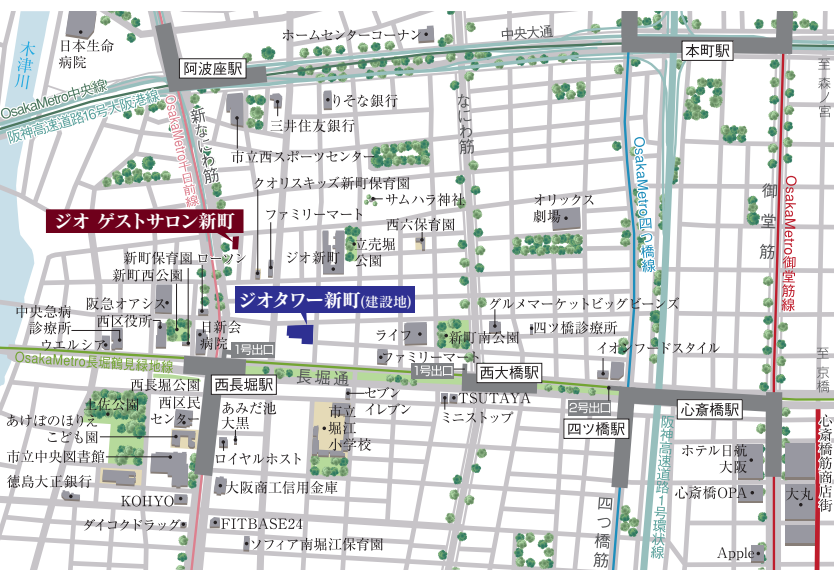 木津川
日本生命
病院
ホームセンターコーナン
中央大通
阿波座駅
本町駅
至森ノ宮
OsakaMetro中央線
阪神高速道路16号大阪港線
OsakaMetro千日前線
新なにわ筋
なにわ筋
りそな銀行
三井住友銀行
市立西スポーツセンター
クオリスキッズ新町保育園
サムハラ神社
ジオ ゲストサロン新町
ファミリーマート
西六保育園
オリックス
劇場
OsakaMetro四つ橋線
御堂筋
OsakaMetro御堂筋線
新町保育園
ローソン
ジオ新町
立売堀
公園
新町西公園
阪急オアシス
ジオタワー新町(建設地)
グルメマーケットビッグビーンズ
中央急病
診療所
西区役所
日新会
病院
ライフ
新町南公園
四ツ橋診療所
ウエルシア
1号出口
ファミリーマート
イオンフードスタイル
OsakaMetro長堀鶴見緑地線
1号出口
至京橋
西長堀駅
長堀通
西大橋駅
西長堀公園
土佐公園
西区民
センター
あみだ池
大黒
セブン
イレブン
TSUTAYA
ミニストップ
2号出口
四ツ橋駅
心斎橋駅
あけぼのほりえ
こども園
市立
堀江
小学校
阪神高速道路1号環状線
心斎橋筋商店街
市立中央図書館
ロイヤルホスト
ホテル日航
大阪
徳島大正銀行
大阪商工信用金庫
心斎橋OPA
大丸
KOHYO
四つ橋筋
ダイコクドラッグ
FITBASE24
ソフィア南堀江保育園
Apple